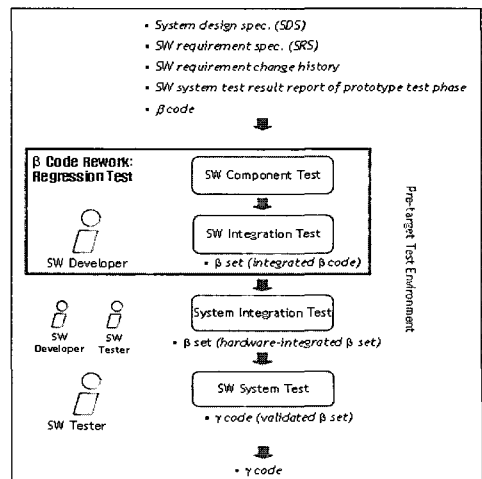 • System design spec. (SDS)
• SW requirement spec. (SRS)
• SW requirement change history
• SW system test result report of prototype test phase
• β code
β Code Rework:
Regression Test
SW Component Test
SW Integration Test
SW Developer
• β set (integrated β code)
Pre-target Test Environment
System Integration Test
SW
Developer
SW
Tester
• β set (hardware-integrated β set)
SW System Test
SW Tester
• γ code (validated β set)
• γ code